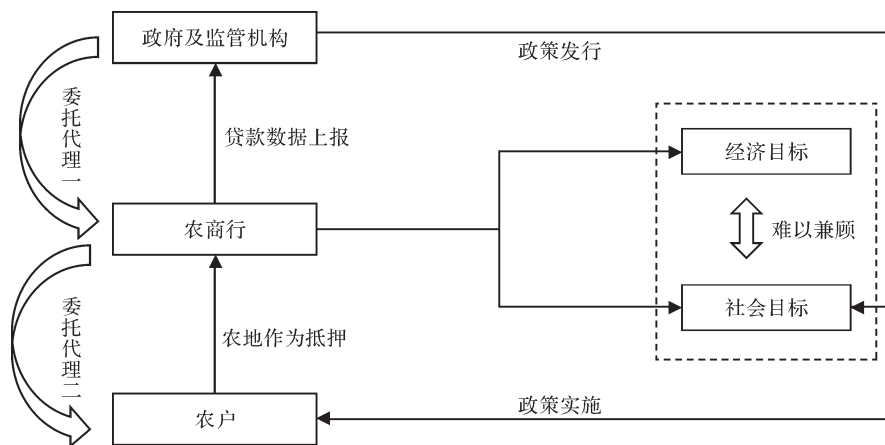 政府及监管机构
政策发行
委托代理一
贷款数据上报
经济目标
农商行
难以兼顾
委托代理二
社会目标
农地作为抵押
政策实施
农户